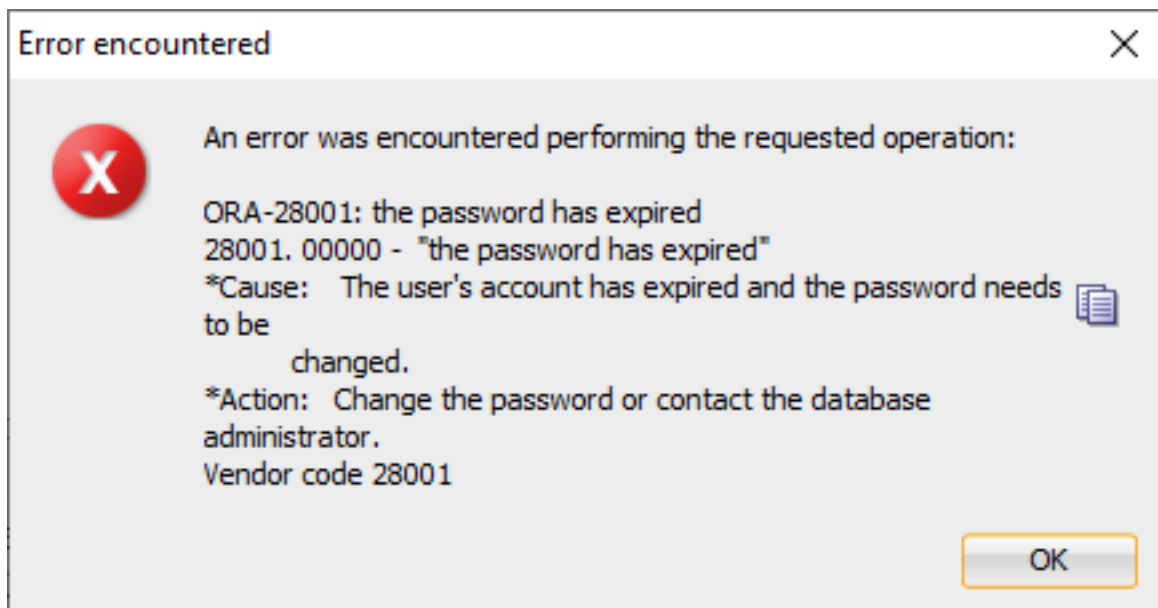 Error encountered
An error was encountered performing the requested operation:
ORA-28001: the password has expired
28001. 00000 - "the password has expired"
*Cause: The user's account has expired and the password needs
to be
changed.
*Action: Change the password or contact the database
administrator.
Vendor code 28001
OK